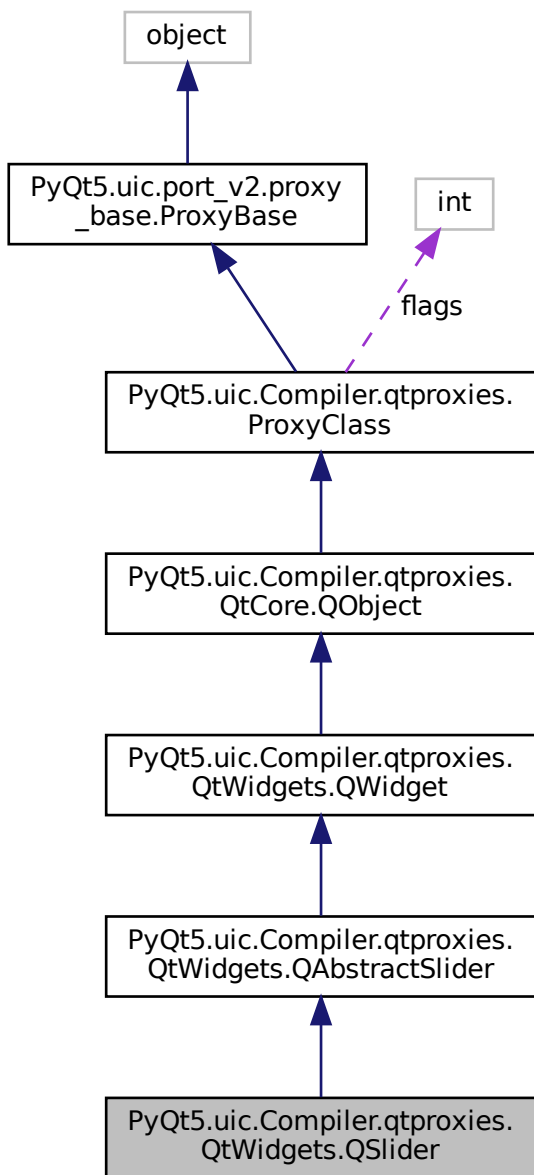 object
PyQt5.uic.port_v2.proxy
_base.ProxyBase
int
flags
PyQt5.uic.Compiler.qtproxies.
ProxyClass
PyQt5.uic.Compiler.qtproxies.
QtCore.QObject
PyQt5.uic.Compiler.qtproxies.
QtWidgets.QWidget
PyQt5.uic.Compiler.qtproxies.
QtWidgets.QAbstractSlider
PyQt5.uic.Compiler.qtproxies.
QtWidgets.QSlider